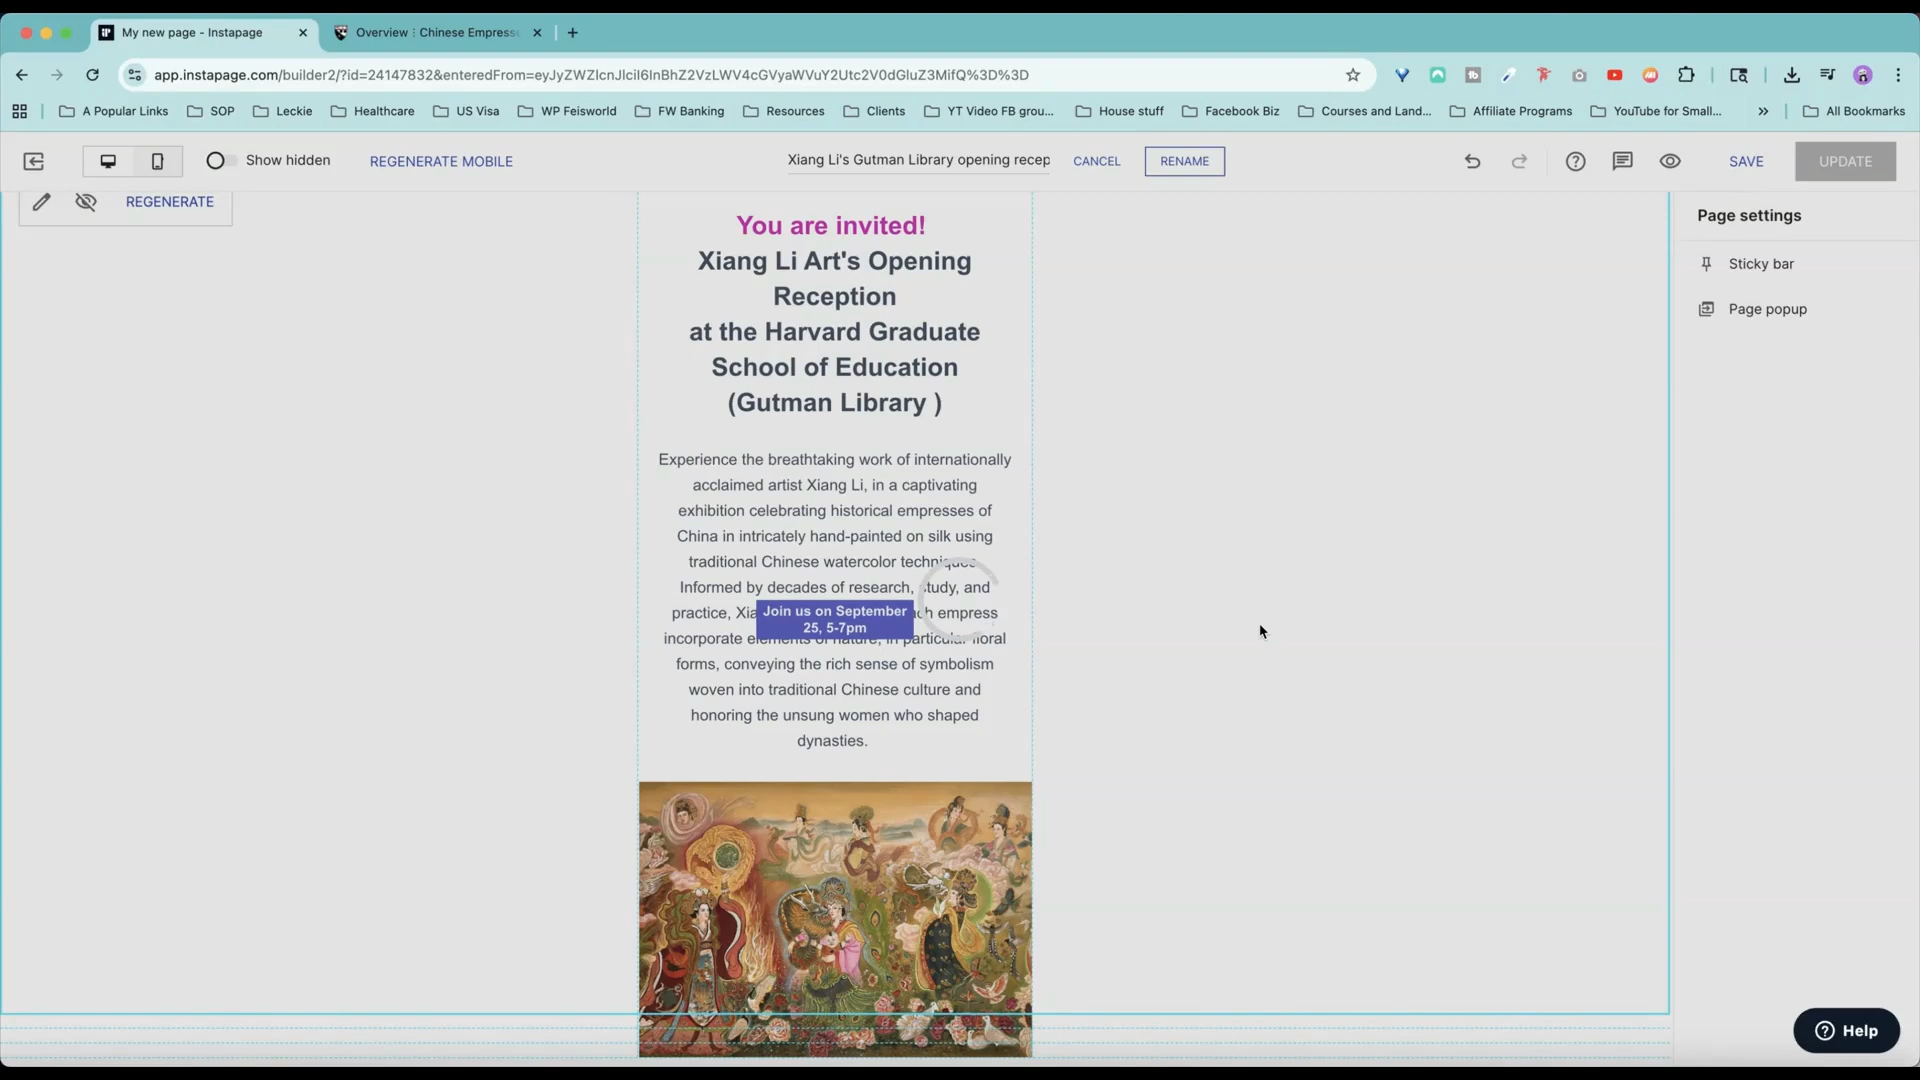 My new page - Instapage
Overview : Chinese Empress
app.instapage.com/builder2/?id=24147832&enteredFrom=eyJyZWZlcnJlciI6InBhZ2VzLWV4cGVyaWVuY2Utc2V0dGluZ3MifQ%3D%3D
A Popular Links
SOP
Leckie
Healthcare
US Visa
WP Feisworld
FW Banking
Resources
Clients
YT Video FB grou...
House stuff
Facebook Biz
Courses and Land...
Affiliate Programs
YouTube for Small...
All Bookmarks
Show hidden
REGENERATE MOBILE
Xiang Li's Gutman Library opening recep
CANCEL
RENAME
SAVE
UPDATE
REGENERATE
Page settings
Sticky bar
Page popup
You are invited!
Xiang Li Art's Opening
Reception
at the Harvard Graduate
School of Education
(Gutman Library )
Experience the breathtaking work of internationally
acclaimed artist Xiang Li, in a captivating
exhibition celebrating historical empresses of
China in intricately hand-painted on silk using
traditional Chinese watercolor techniques.
Informed by decades of research, study, and
practice, empress
Join us on September
25, 5-7pm
incorporate elements of nature, in particular floral
forms, conveying the rich sense of symbolism
woven into traditional Chinese culture and
honoring the unsung women who shaped
dynasties.
Help